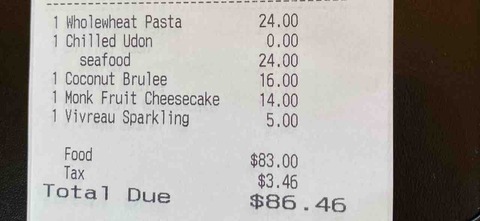 1 Wholewheat Pasta 24.00
1 Chilled Udon 0.00
seafood 24.00
1 Coconut Brulee 16.00
1 Monk Fruit Cheesecake 14.00
1 Vivreau Sparkling 5.00
Food $83.00
Tax $3.46
Total Due $86.46